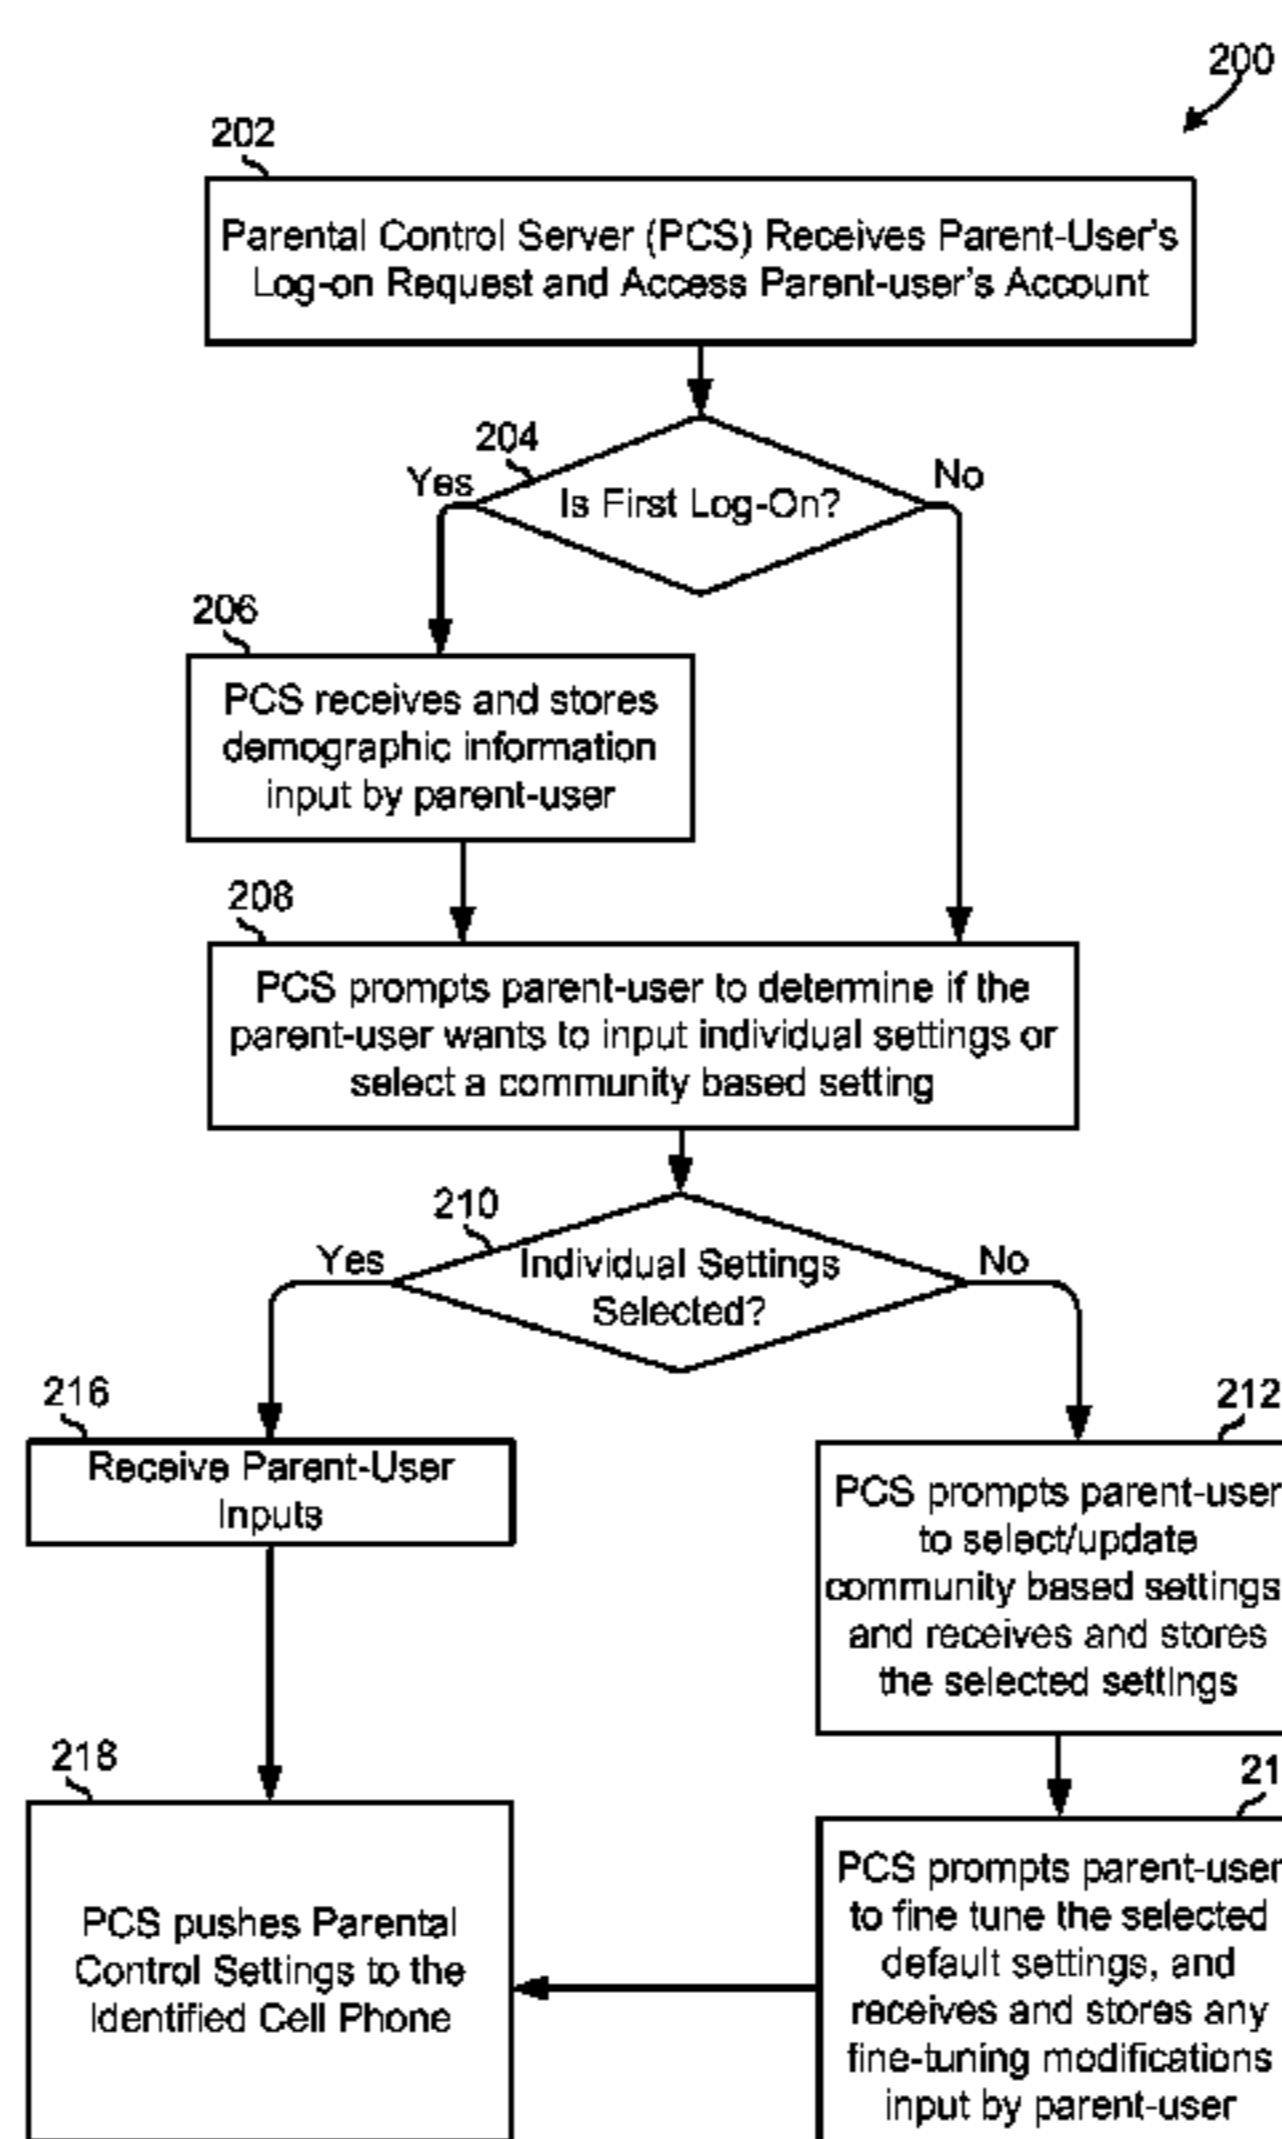 200
202
Parental Control Server (PCS) Receives Parent-User's
Log-on Request and Access Parent-user's Account
204
Yes
No
Is First Log-On?
206
PCS receives and stores
demographic information
input by parent-user
208
PCS prompts parent-user to determine if the
parent-user wants to input individual settings or
select a community based setting
210
Yes
No
Individual Settings
Selected?
216
Receive Parent-User
Inputs
212
PCS prompts parent-user
to select/update
community based settings
and receives and stores
the selected settings
218
PCS pushes Parental
Control Settings to the
Identified Cell Phone
21
PCS prompts parent-user
to fine tune the selected
default settings, and
receives and stores any
fine-tuning modifications
input by parent-user